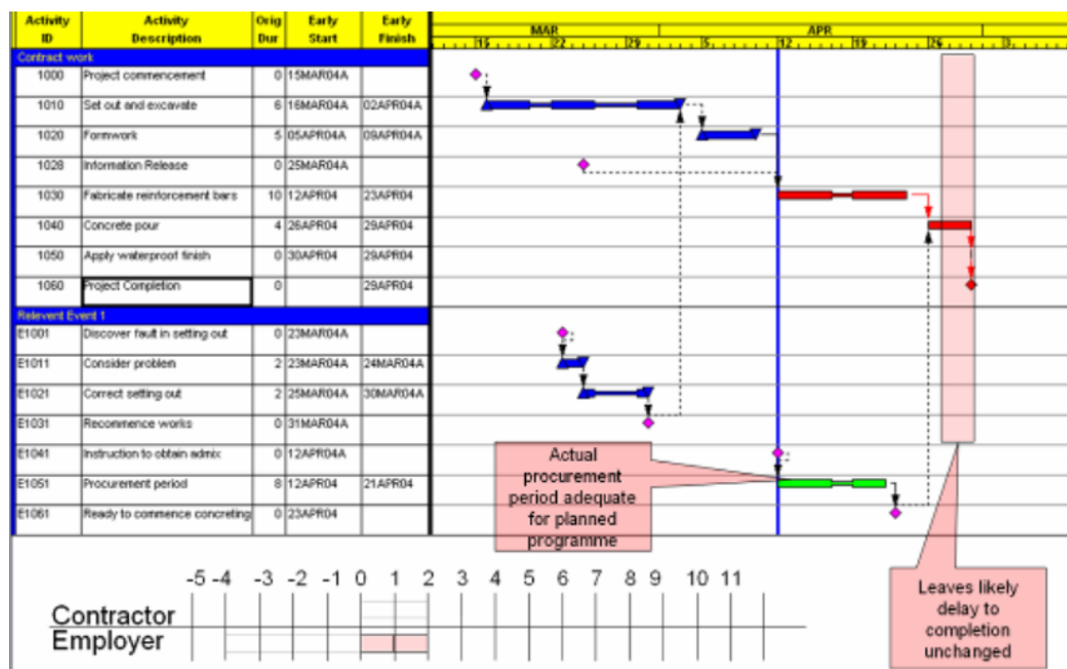 Activity ID Activity Description Orig Dur Early Start Early Finish
MAR APR
15 22 29 5 12 19 26 3
Contract work
1000 Project commencement 0 15MAR04A
1010 Set out and excavate 6 16MAR04A 02APR04A
1020 Formwork 5 05APR04A 09APR04A
1028 Information Release 0 25MAR04A
1030 Fabricate reinforcement bars 10 12APR04 23APR04
1040 Concrete pour 4 26APR04 29APR04
1050 Apply waterproof finish 0 30APR04 29APR04
1060 Project Completion 0 29APR04
Relevent Event 1
E1001 Discover fault in setting out 0 23MAR04A
E1011 Consider problem 2 23MAR04A 24MAR04A
E1021 Correct setting out 2 25MAR04A 30MAR04A
E1031 Recommence works 0 31MAR04A
E1041 Instruction to obtain admix 0 12APR04A
E1051 Procurement period 8 12APR04 21APR04
E1061 Ready to commence concreting 0 23APR04
Actual
procurement
period adequate
for planned
programme
Leaves likely
delay to
completion
unchanged
-5 -4 -3 -2 -1 0 1 2 3 4 5 6 7 8 9 10 11
Contractor
Employer